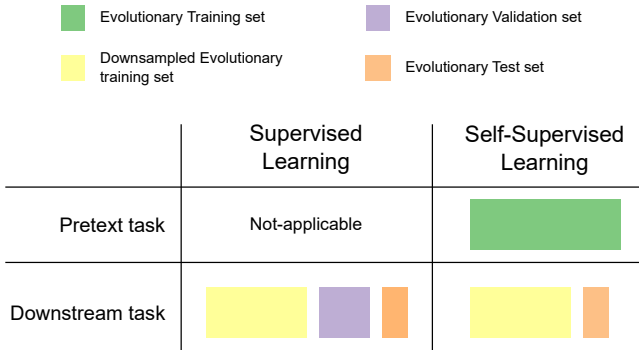 Evolutionary Training set
Evolutionary Validation set
Downsampled Evolutionary
training set
Evolutionary Test set
Supervised
Learning
Self-Supervised
Learning
Pretext task
Not-applicable
Downstream task